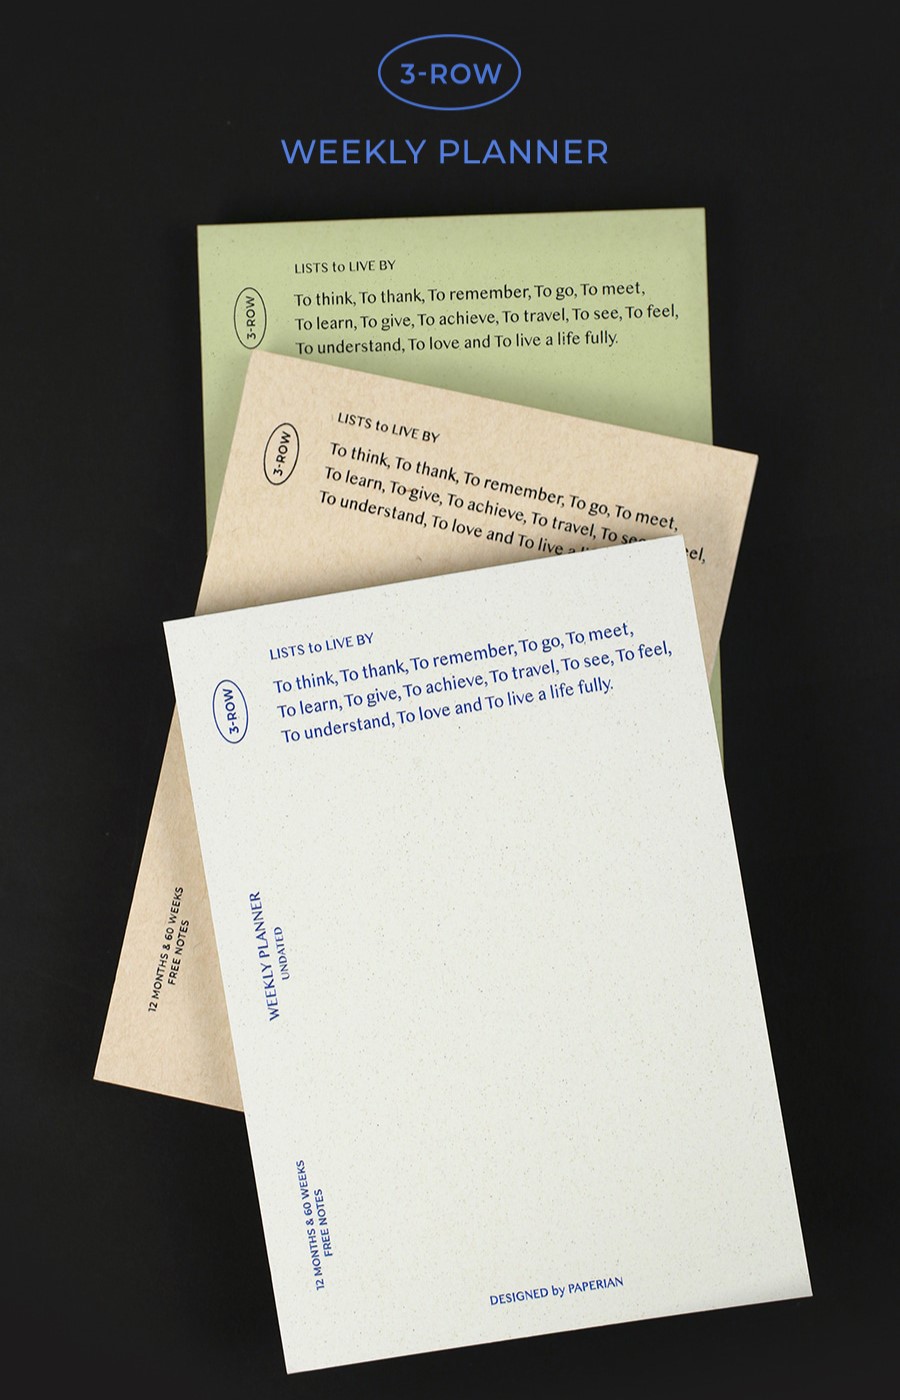 3-ROW
WEEKLY PLANNER
LISTS to LIVE BY
3-ROW
To think, To thank, To remember, To go, To meet,
To learn, To give, To achieve, To travel, To see, To feel,
To understand, To love and To live a life fully.
LISTS to LIVE BY
3-ROW
To think, To thank, To remember, To go, To meet,
To learn, To give, To achieve, To travel, To
To understand, To love and To live a
12 MONTHS & 60 WEEKS
FREE NOTES
LISTS to LIVE BY
3-ROW
To think, To thank, To remember, To go, To meet,
To learn, To give, To achieve, To travel, To see, To feel,
To understand, To love and To live a life fully.
WEEKLY PLANNER
UNDATED
12 MONTHS & 60 WEEKS
FREE NOTES
DESIGNED by PAPERIAN